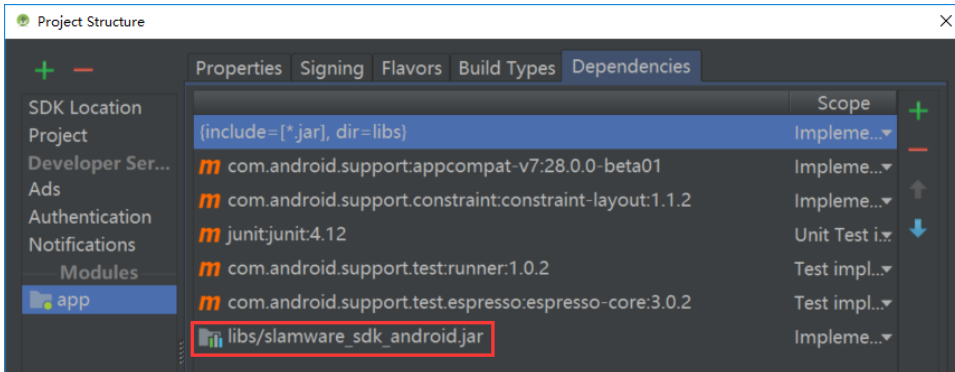 Project Structure
Properties Signing Flavors Build Types Dependencies
SDK Location
Project
Developer Ser...
Ads
Authentication
Notifications
Modules
app
Scope
{include=[*.jar], dir=libs} Impleme...
m com.android.support:appcompat-v7:28.0.0-beta01 Impleme...
m com.android.support.constraint:constraint-layout:1.1.2 Impleme...
m junit:junit:4.12 Unit Test i...
m com.android.support.test:runner:1.0.2 Test impl...
m com.android.support.test.espresso:espresso-core:3.0.2 Test impl...
libs/slamware_sdk_android.jar Impleme...